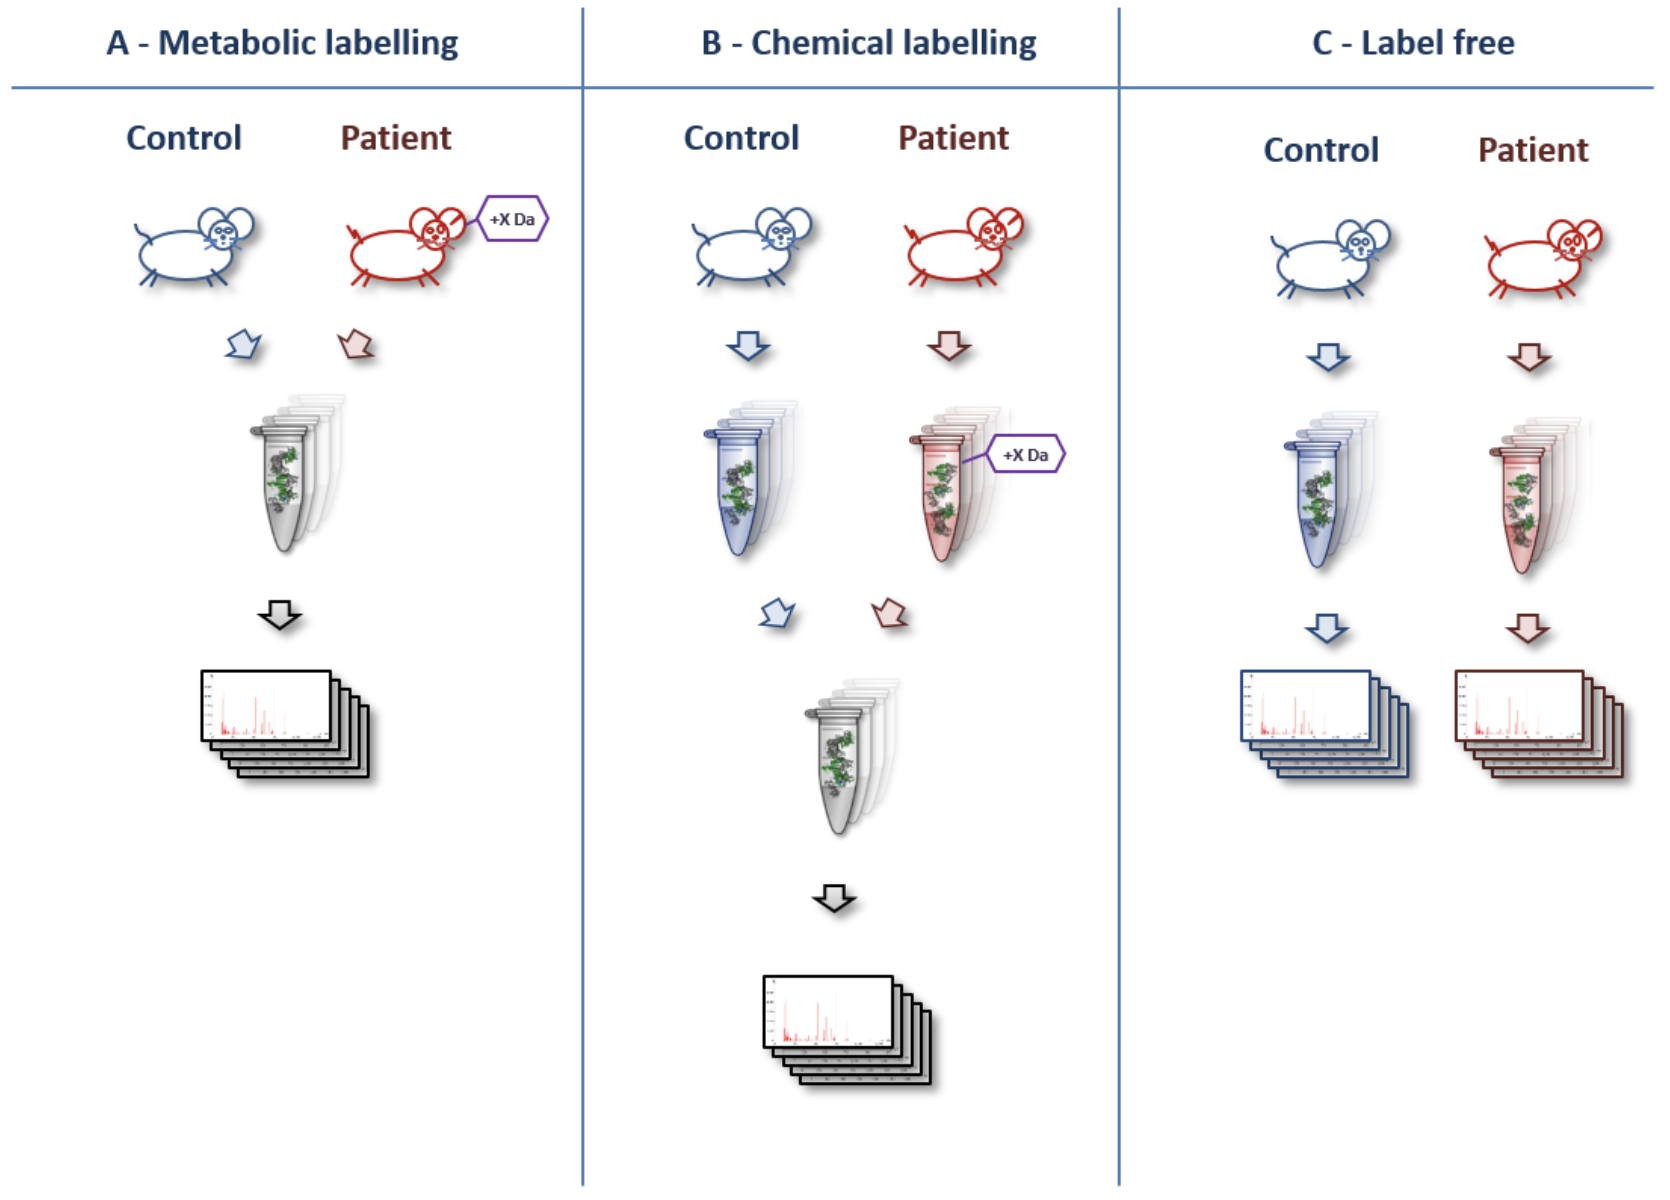 A - Metabolic labelling
B - Chemical labelling
C - Label free
Control
Patient
Control
Patient
Control
Patient
+X Da
+X Da